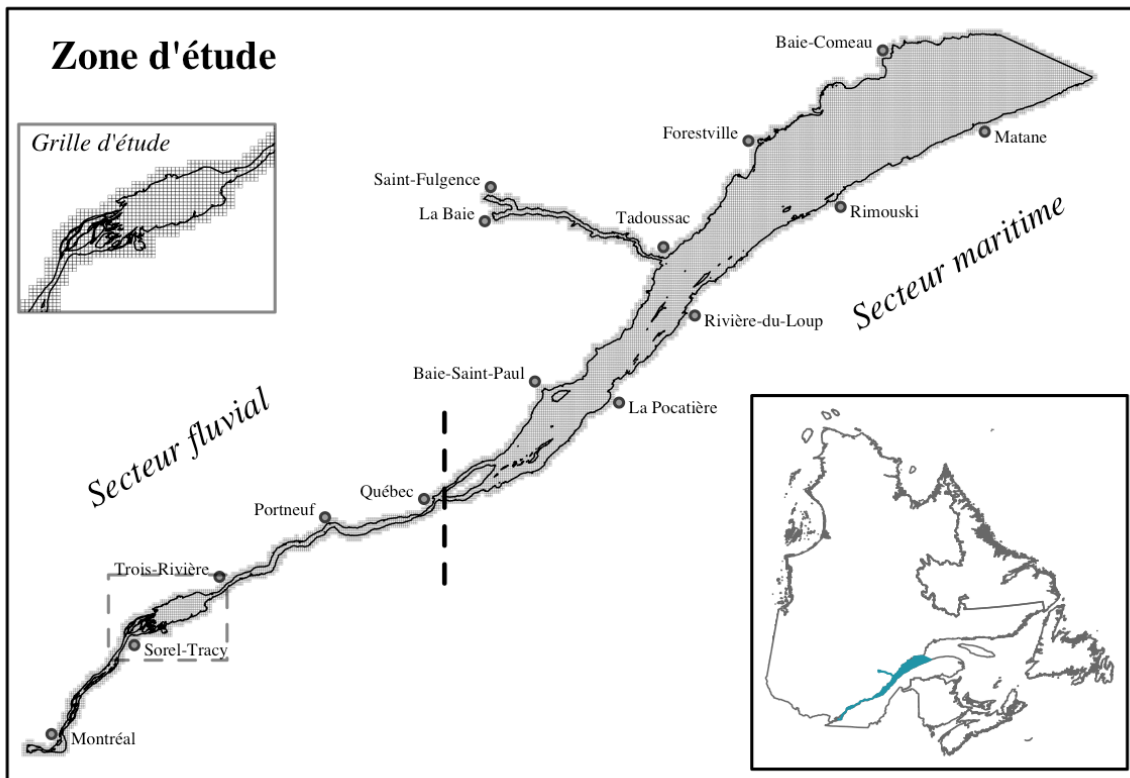 Zone d'étude
Baie-Comeau
Grille d'étude
Forestville
Matane
Saint-Fulgence
La Baie
Tadoussac
Rimouski
Secteur maritime
Rivière-du-Loup
Baie-Saint-Paul
La Pocatière
Secteur fluvial
Québec
Portneuf
Trois-Rivière
Sorel-Tracy
Montréal